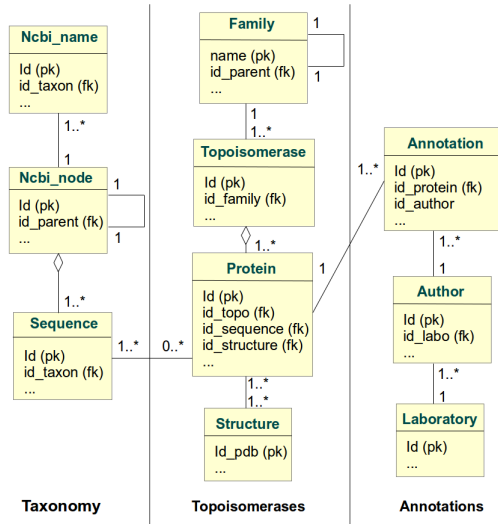 Ncbi_name
Id (pk)
id_taxon (fk)
...
1..*
1
Ncbi_node
Id (pk)
id_parent (fk)
...
1
1
1..*
Sequence
Id (pk)
id_taxon (fk)
...
1..*
0..*
Taxonomy
Family
name (pk)
id_parent (fk)
...
1
1
1
1..*
Topoisomerase
Id (pk)
id_family (fk)
...
1..*
Protein
Id (pk)
id_topo (fk)
id_sequence (fk)
id_structure (fk)
...
1..*
1..*
Structure
Id_pdb (pk)
...
Topoisomerases
1
1..*
Annotation
Id (pk)
id_protein (fk)
id_author
...
1..*
1
Author
Id (pk)
id_labo (fk)
...
1..*
1
Laboratory
Id (pk)
...
Annotations